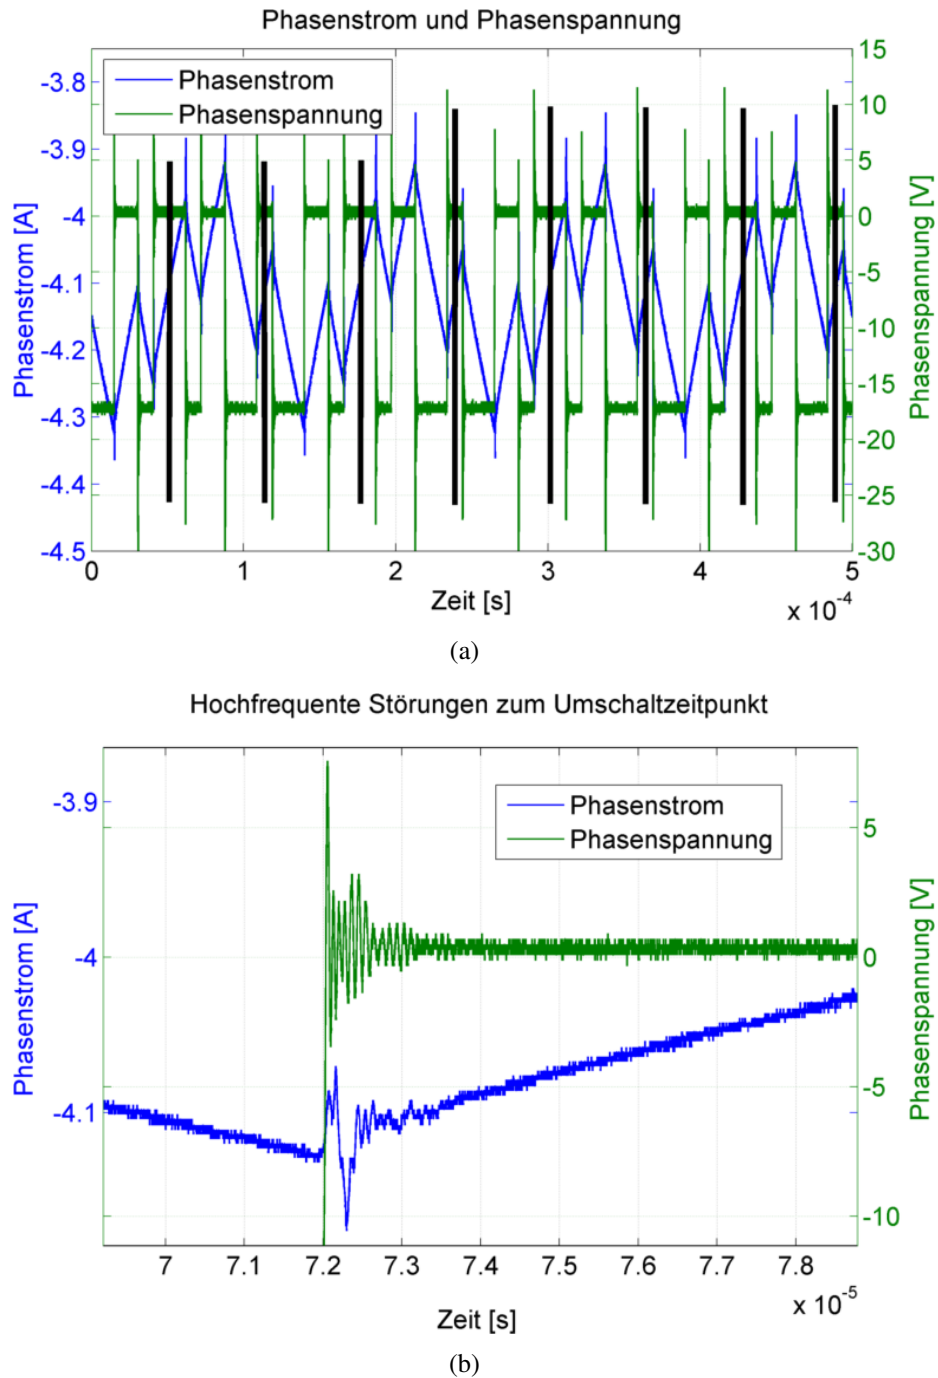 Phasenstrom und Phasenspannung
Phasenstrom
Phasenspannung
-3.8
-3.9
-4
-4.1
-4.2
-4.3
-4.4
-4.5
Phasenstrom [A]
15
10
5
0
-5
-10
-15
-20
-25
-30
Phasenspannung [V]
0 1 2 3 4 5
Zeit [s]
x 10-4
(a)
Hochfrequente Störungen zum Umschaltzeitpunkt
Phasenstrom
Phasenspannung
-3.9
-4
-4.1
Phasenstrom [A]
5
0
-5
-10
Phasenspannung [V]
7 7.1 7.2 7.3 7.4 7.5 7.6 7.7 7.8
x 10-5
Zeit [s]
(b)